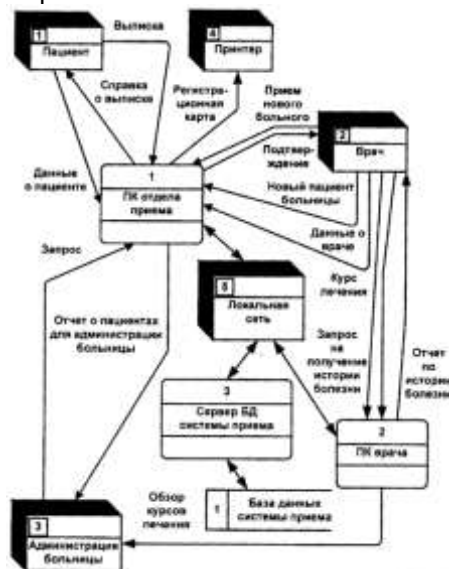 Выписка
1
Пациент
4
Принтер
Справка
о выписке
Регистра-
ционная
карта
Прием
нового
больного
2
Врач
Подтвер-
ждение
Данные
о пациенте
1
ПК отдела
приема
Новый пациент
больницы
Данные о
враче
Запрос
Курс
лечения
5
Локальная
сеть
Отчет о пациентах
для администрации
больницы
Запрос
на
получение
истории
болезни
Отчет
по
истории
болезни
3
Сервер БД
системы приема
2
ПК врача
Обзор
курсов
лечения
1
База данных
системы приема
3
Администрация
больницы